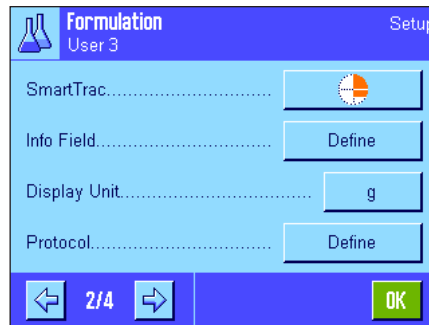 Formulation
Setup
User 3
SmartTrac..............................
Info Field................................ Define
Display Unit................................... g
Protocol................................. Define
2/4
OK